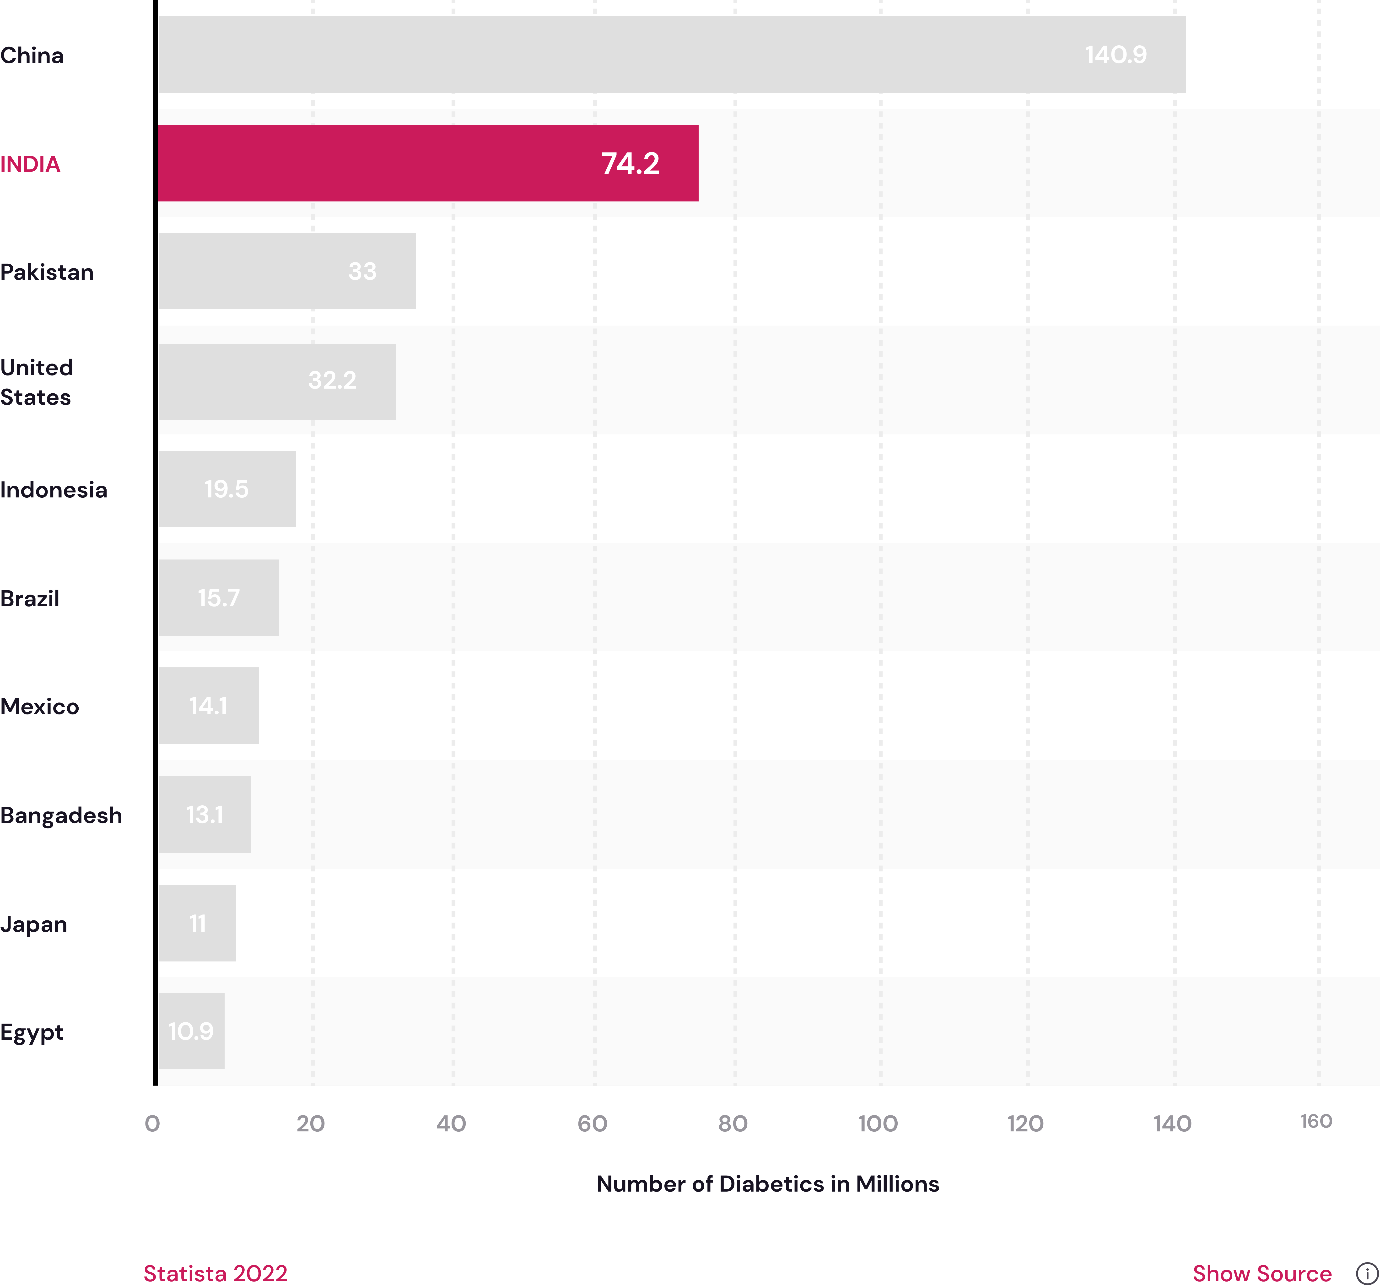 China
140.9
INDIA
74.2
Pakistan
33
United
States
32.2
Indonesia
19.5
Brazil
15.7
Mexico
14.1
Bangadesh
13.1
Japan
11
Egypt
10.9
0 20 40 60 80 100 120 140 160
Number of Diabetics in Millions
Statista 2022
Show Source